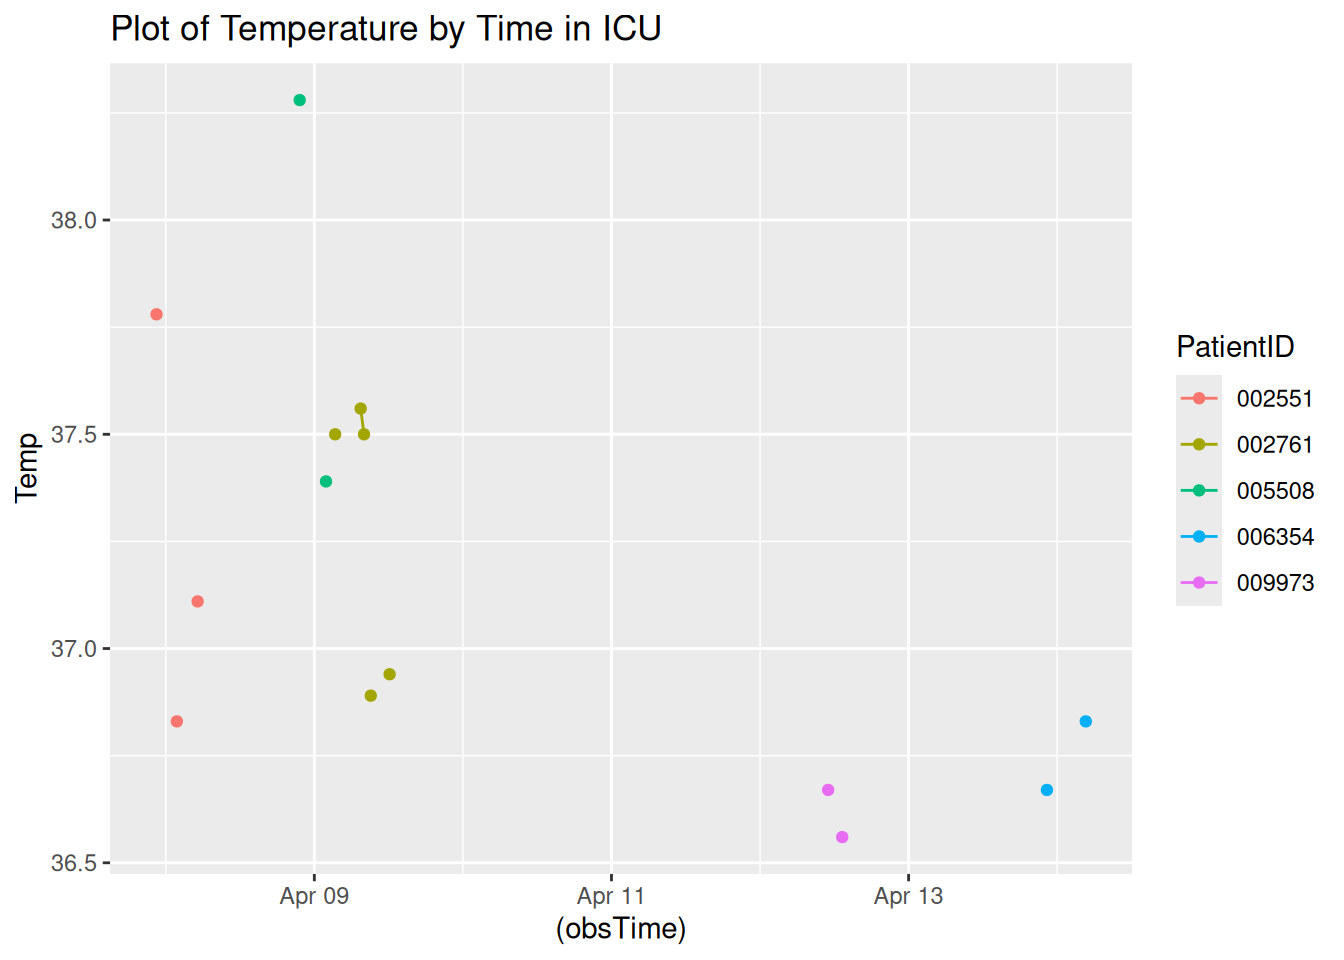 Plot of Temperature by Time in ICU
Temp
38.0
37.5
37.0
36.5
Apr 09
Apr 11
Apr 13
(obsTime)
PatientID
002551
002761
005508
006354
009973